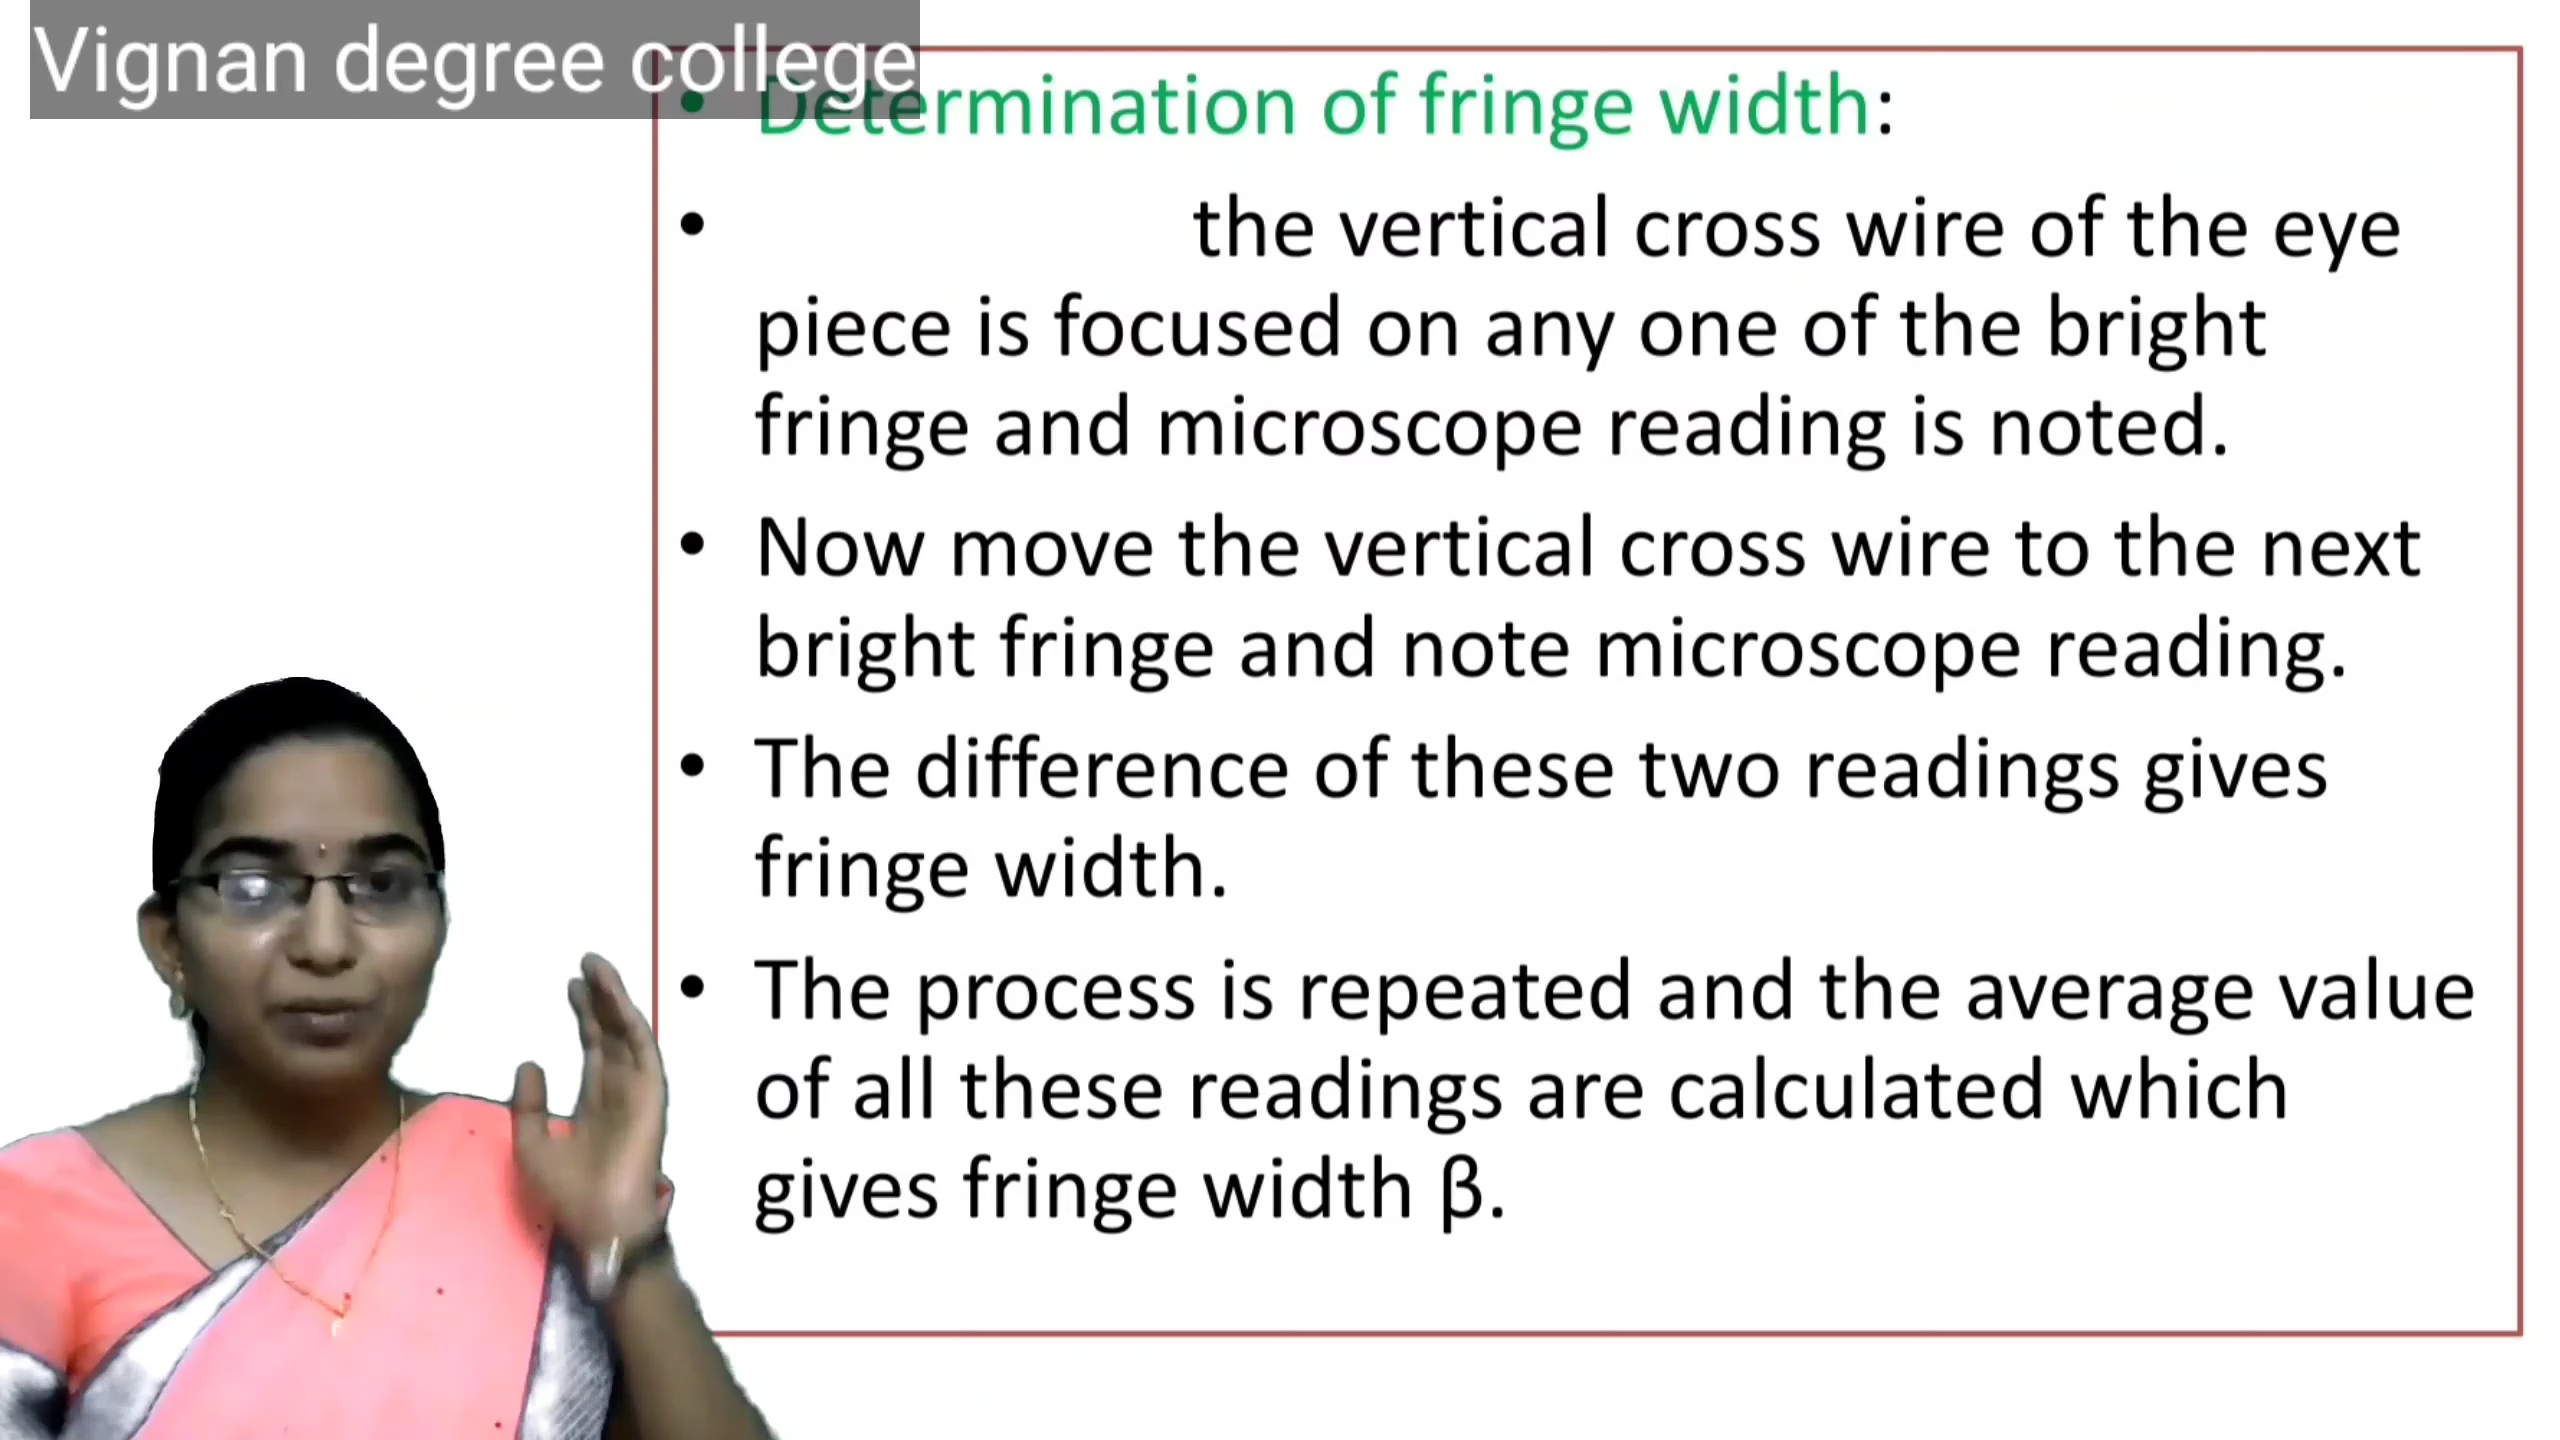 Vignan degree college
• Determination of fringe width:
• the vertical cross wire of the eye
piece is focused on any one of the bright
fringe and microscope reading is noted.
• Now move the vertical cross wire to the next
bright fringe and note microscope reading.
• The difference of these two readings gives
fringe width.
• The process is repeated and the average value
of all these readings are calculated which
gives fringe width β.